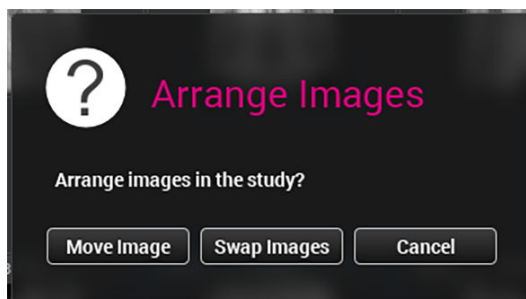 ?
Arrange Images
Arrange images in the study?
Move Image
Swap Images
Cancel